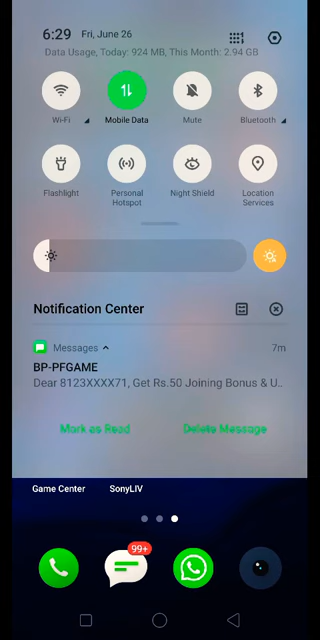 6:29 Fri, June 26
Data Usage, Today: 924 MB, This Month: 2.94 GB
Wi-Fi Mobile Data Mute Bluetooth
Flashlight Personal Hotspot Night Shield Location Services
Notification Center
Messages 7m
BP-PFGAME
Dear 8123XXXX71, Get Rs.50 Joining Bonus & U..
Mark as Read Delete Message
Game Center SonyLIV
99+